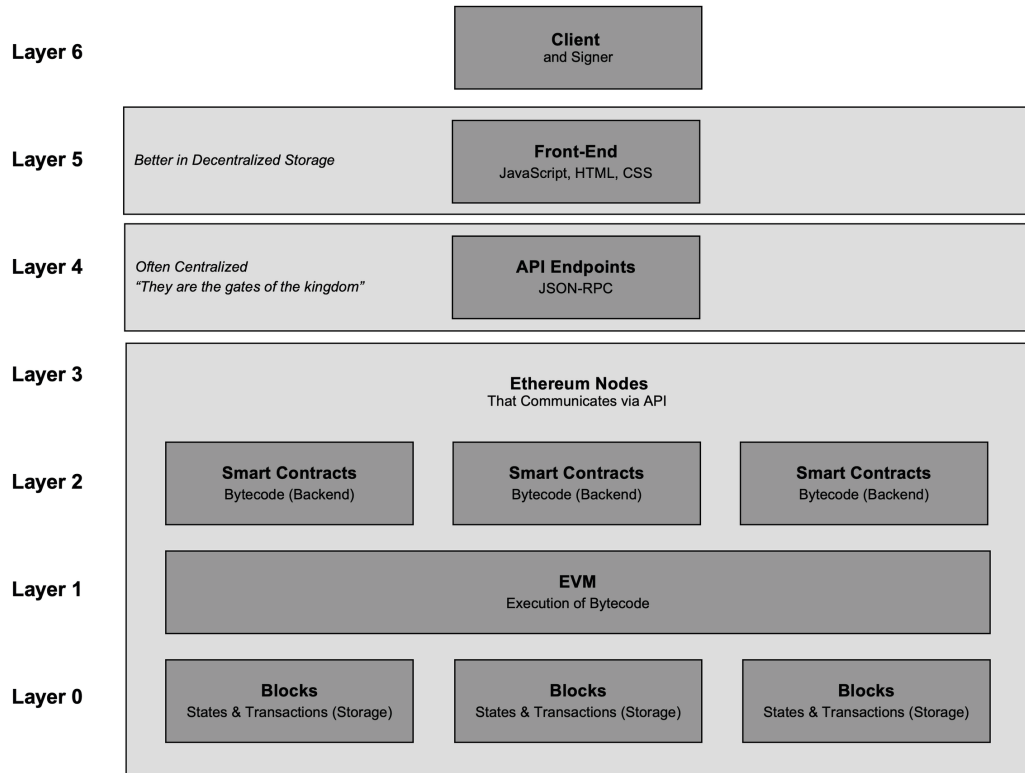 Layer 6
Client
and Signer
Layer 5
Better in Decentralized Storage
Front-End
JavaScript, HTML, CSS
Layer 4
Often Centralized
“They are the gates of the kingdom”
API Endpoints
JSON-RPC
Layer 3
Ethereum Nodes
That Communicates via API
Layer 2
Smart Contracts
Bytecode (Backend)
Smart Contracts
Bytecode (Backend)
Smart Contracts
Bytecode (Backend)
Layer 1
EVM
Execution of Bytecode
Layer 0
Blocks
States & Transactions (Storage)
Blocks
States & Transactions (Storage)
Blocks
States & Transactions (Storage)